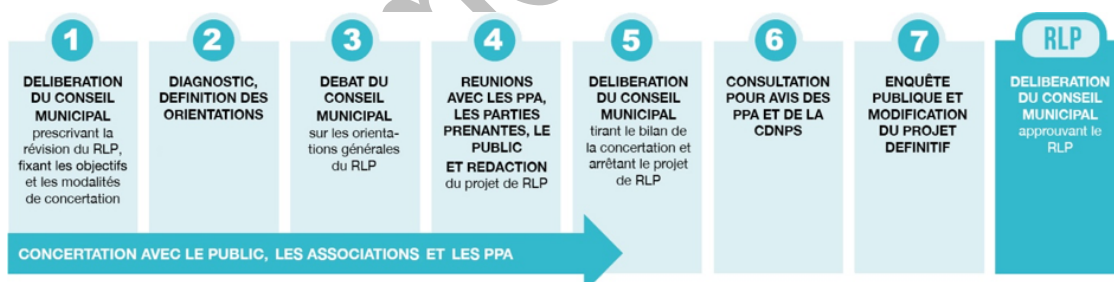 1
DELIBERATION
DU CONSEIL
MUNICIPAL
prescrivant la
révision du RLP,
fixant les objectifs
et les modalités
de concertation
2
DIAGNOSTIC,
DEFINITION DES
ORIENTATIONS
3
DEBAT DU
CONSEIL
MUNICIPAL
sur les orienta-
tions générales
du RLP
4
REUNIONS
AVEC LES PPA,
LES PARTIES
PRENANTES, LE
PUBLIC
ET REDACTION
du projet de RLP
5
DELIBERATION
DU CONSEIL
MUNICIPAL
tirant le bilan de
la concertation et
arrêtant le projet
de RLP
6
CONSULTATION
POUR AVIS DES
PPA ET DE LA
CDNPS
7
ENQUÊTE
PUBLIQUE ET
MODIFICATION
DU PROJET
DEFINITIF
RLP
DELIBERATION
DU CONSEIL
MUNICIPAL
approuvant le
RLP
CONCERTATION AVEC LE PUBLIC, LES ASSOCIATIONS ET LES PPA